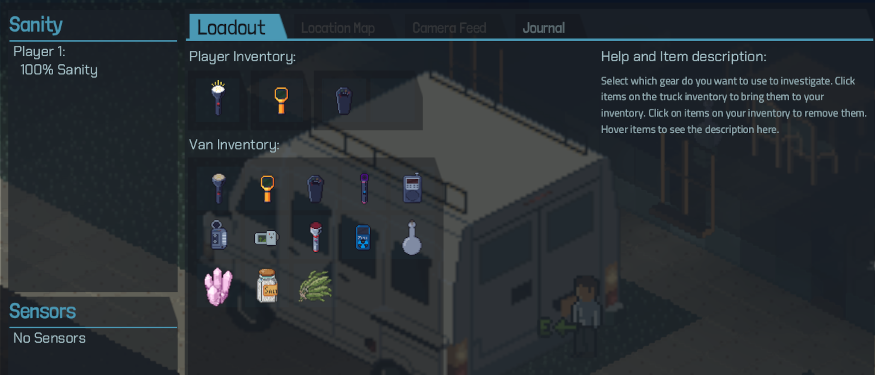 Sanity
Player 1:
100% Sanity
Sensors
No Sensors
Loadout
Location Map
Camera Feed
Journal
Player Inventory:
Van Inventory:
E
Help and Item description:
Select which gear do you want to use to investigate. Click
items on the truck inventory to bring them to your
inventory. Click on items on your inventory to remove them.
Hover items to see the description here.